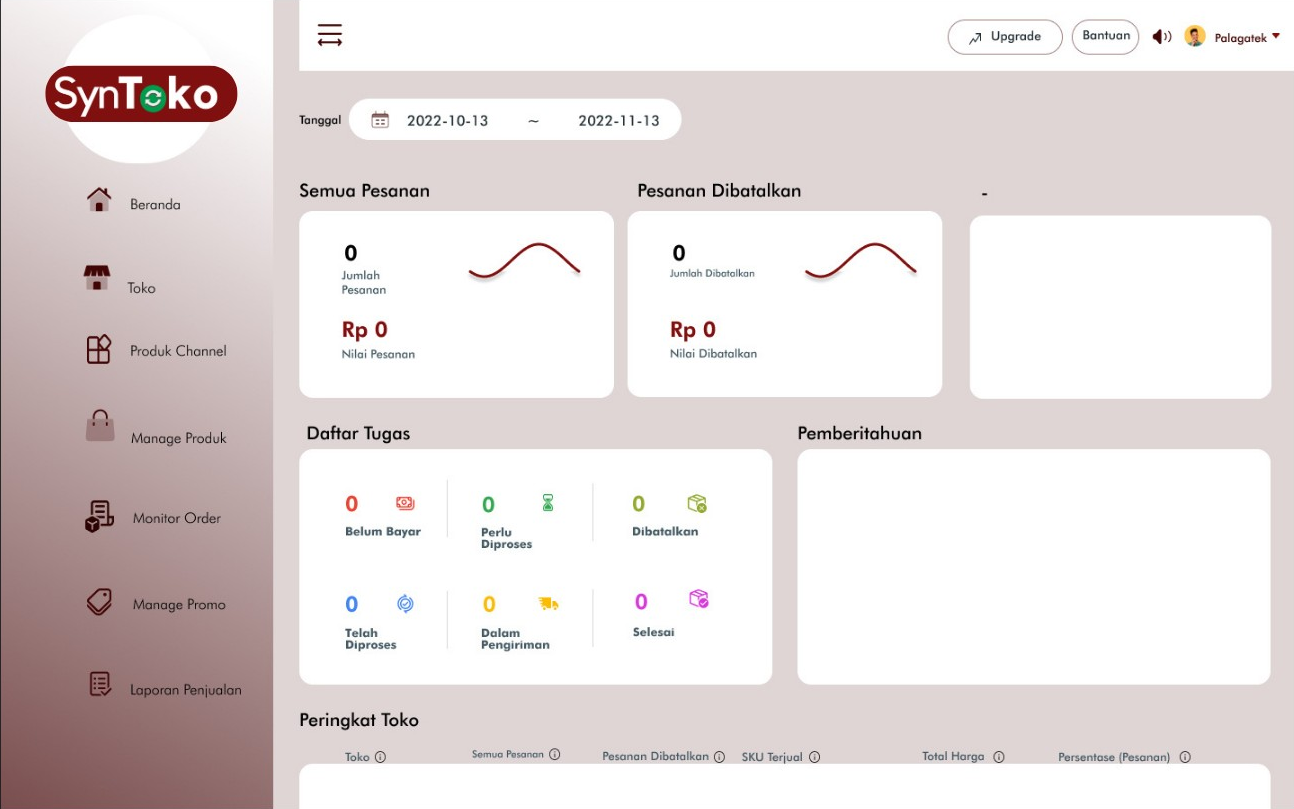 SynToko
Upgrade
Bantuan
Palagatek
Beranda
Toko
Produk Channel
Manage Produk
Monitor Order
Manage Promo
Laporan Penjualan
Tanggal
2022-10-13 ~ 2022-11-13
Semua Pesanan
0
Jumlah
Pesanan
Rp 0
Nilai Pesanan
Pesanan Dibatalkan
0
Jumlah Dibatalkan
Rp 0
Nilai Dibatalkan
-
Daftar Tugas
0
Belum Bayar
0
Perlu
Diproses
0
Dibatalkan
0
Telah
Diproses
0
Dalam
Pengiriman
0
Selesai
Pemberitahuan
Peringkat Toko
Toko
Semua Pesanan
Pesanan Dibatalkan
SKU Terjual
Total Harga
Persentase (Pesanan)